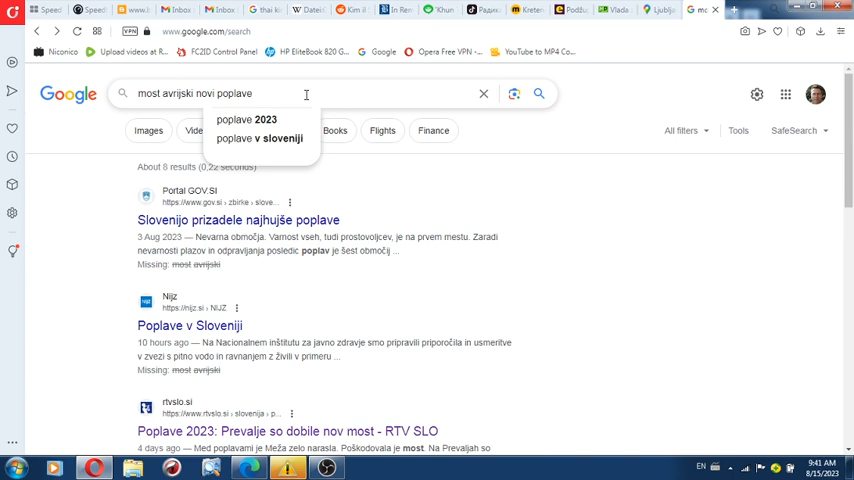 Speed
Speed
www.b
Inbox
Inbox
thai ki
Datei:
Kim il
In Rem
"Khun
Радио
Kreten
Podžu
Vlada
Ljublja
VPN
www.google.com/search
Niconico
Upload videos at R...
FC2ID Control Panel
HP EliteBook 820 G...
Google
Opera Free VPN -...
YouTube to MP4 Co...
Google
most avrijski novi poplave
poplave 2023
poplave v sloveniji
Images
Vide
Books
Flights
Finance
All filters
Tools
SafeSearch
About 8 results (0,22 seconds)
Portal GOV.SI
https://www.gov.si › zbirke › slove...
Slovenijo prizadele najhujše poplave
3 Aug 2023 — Nevarna območja. Varnost vseh, tudi prostovoljcev, je na prvem mestu. Zaradi
nevarnosti plazov in odpravljanja posledic poplav je šest območij ...
Missing: most avrijski
Nijz
https://nijz.si › NIJZ
Poplave v Sloveniji
10 hours ago — Na Nacionalnem inštitutu za javno zdravje smo pripravili priporočila in usmeritve
v zvezi s pitno vodo in ravnanjem z živili v primeru ...
Missing: most avrijski
rtvslo.si
https://www.rtvslo.si › slovenija › p...
Poplave 2023: Prevalje so dobile nov most - RTV SLO
4 days ago — Med poplavami je Meža zelo narasla. Poškodovala je most. Na Prevaljah so
EN
9:41 AM
8/15/2023